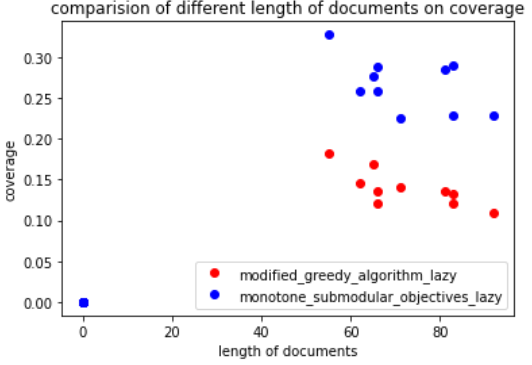 comparision of different length of documents on coverage
0.30
0.25
0.20
0.15
0.10
0.05
0.00
coverage
modified_greedy_algorithm_lazy
monotone_submodular_objectives_lazy
0 20 40 60 80
length of documents